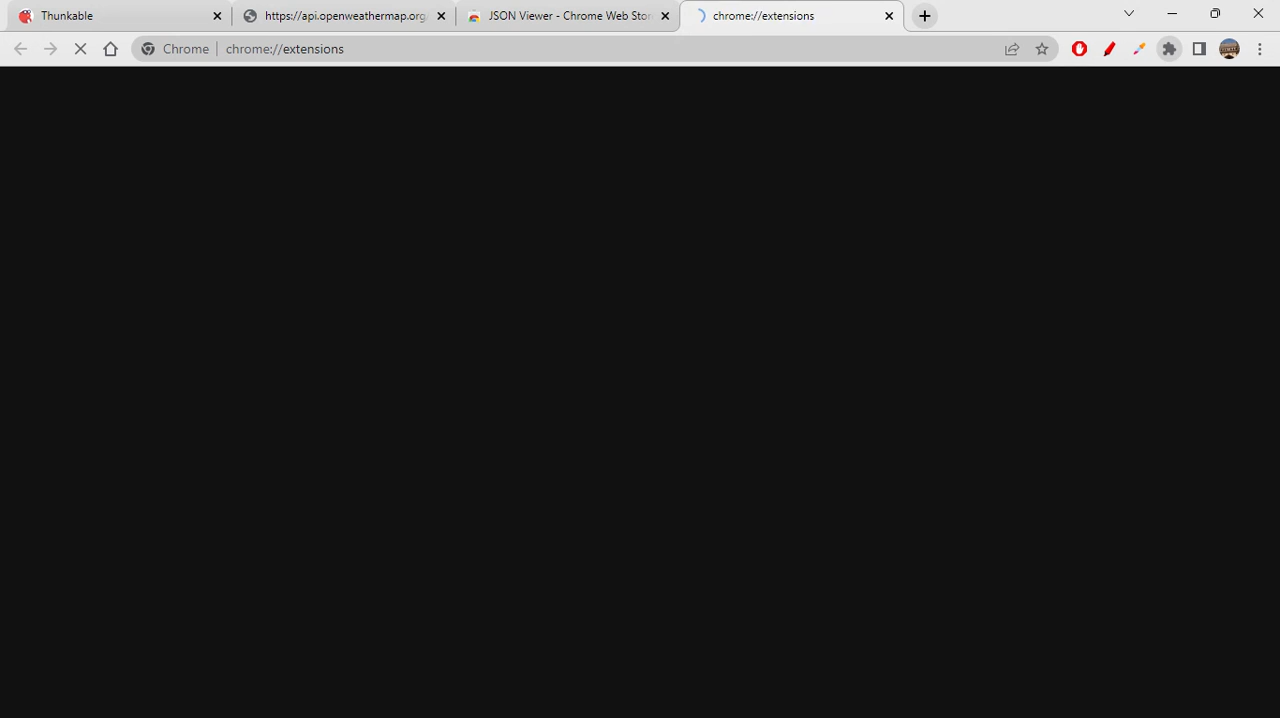 Thunkable
https://api.openweathermap.org
JSON Viewer - Chrome Web Stor
chrome://extensions
Chrome
chrome://extensions